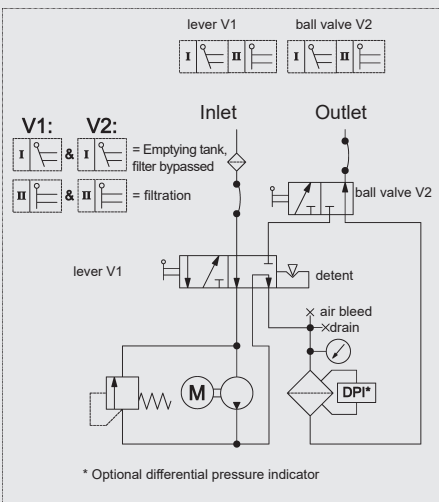 lever V1 ball valve V2
I II I II
Inlet Outlet
V1: V2:
I & I = Emptying tank,
filter bypassed
II & II = filtration
ball valve V2
lever V1
detent
air bleed
drain
M
DPI*
* Optional differential pressure indicator